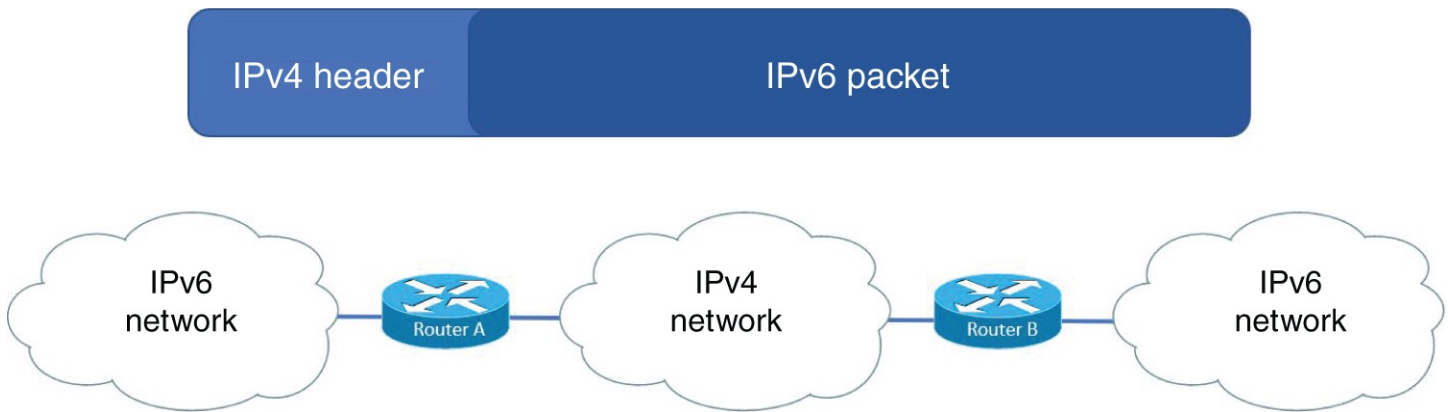 IPv4 header
IPv6 packet
IPv6
network
Router A
IPv4
network
Router B
IPv6
network